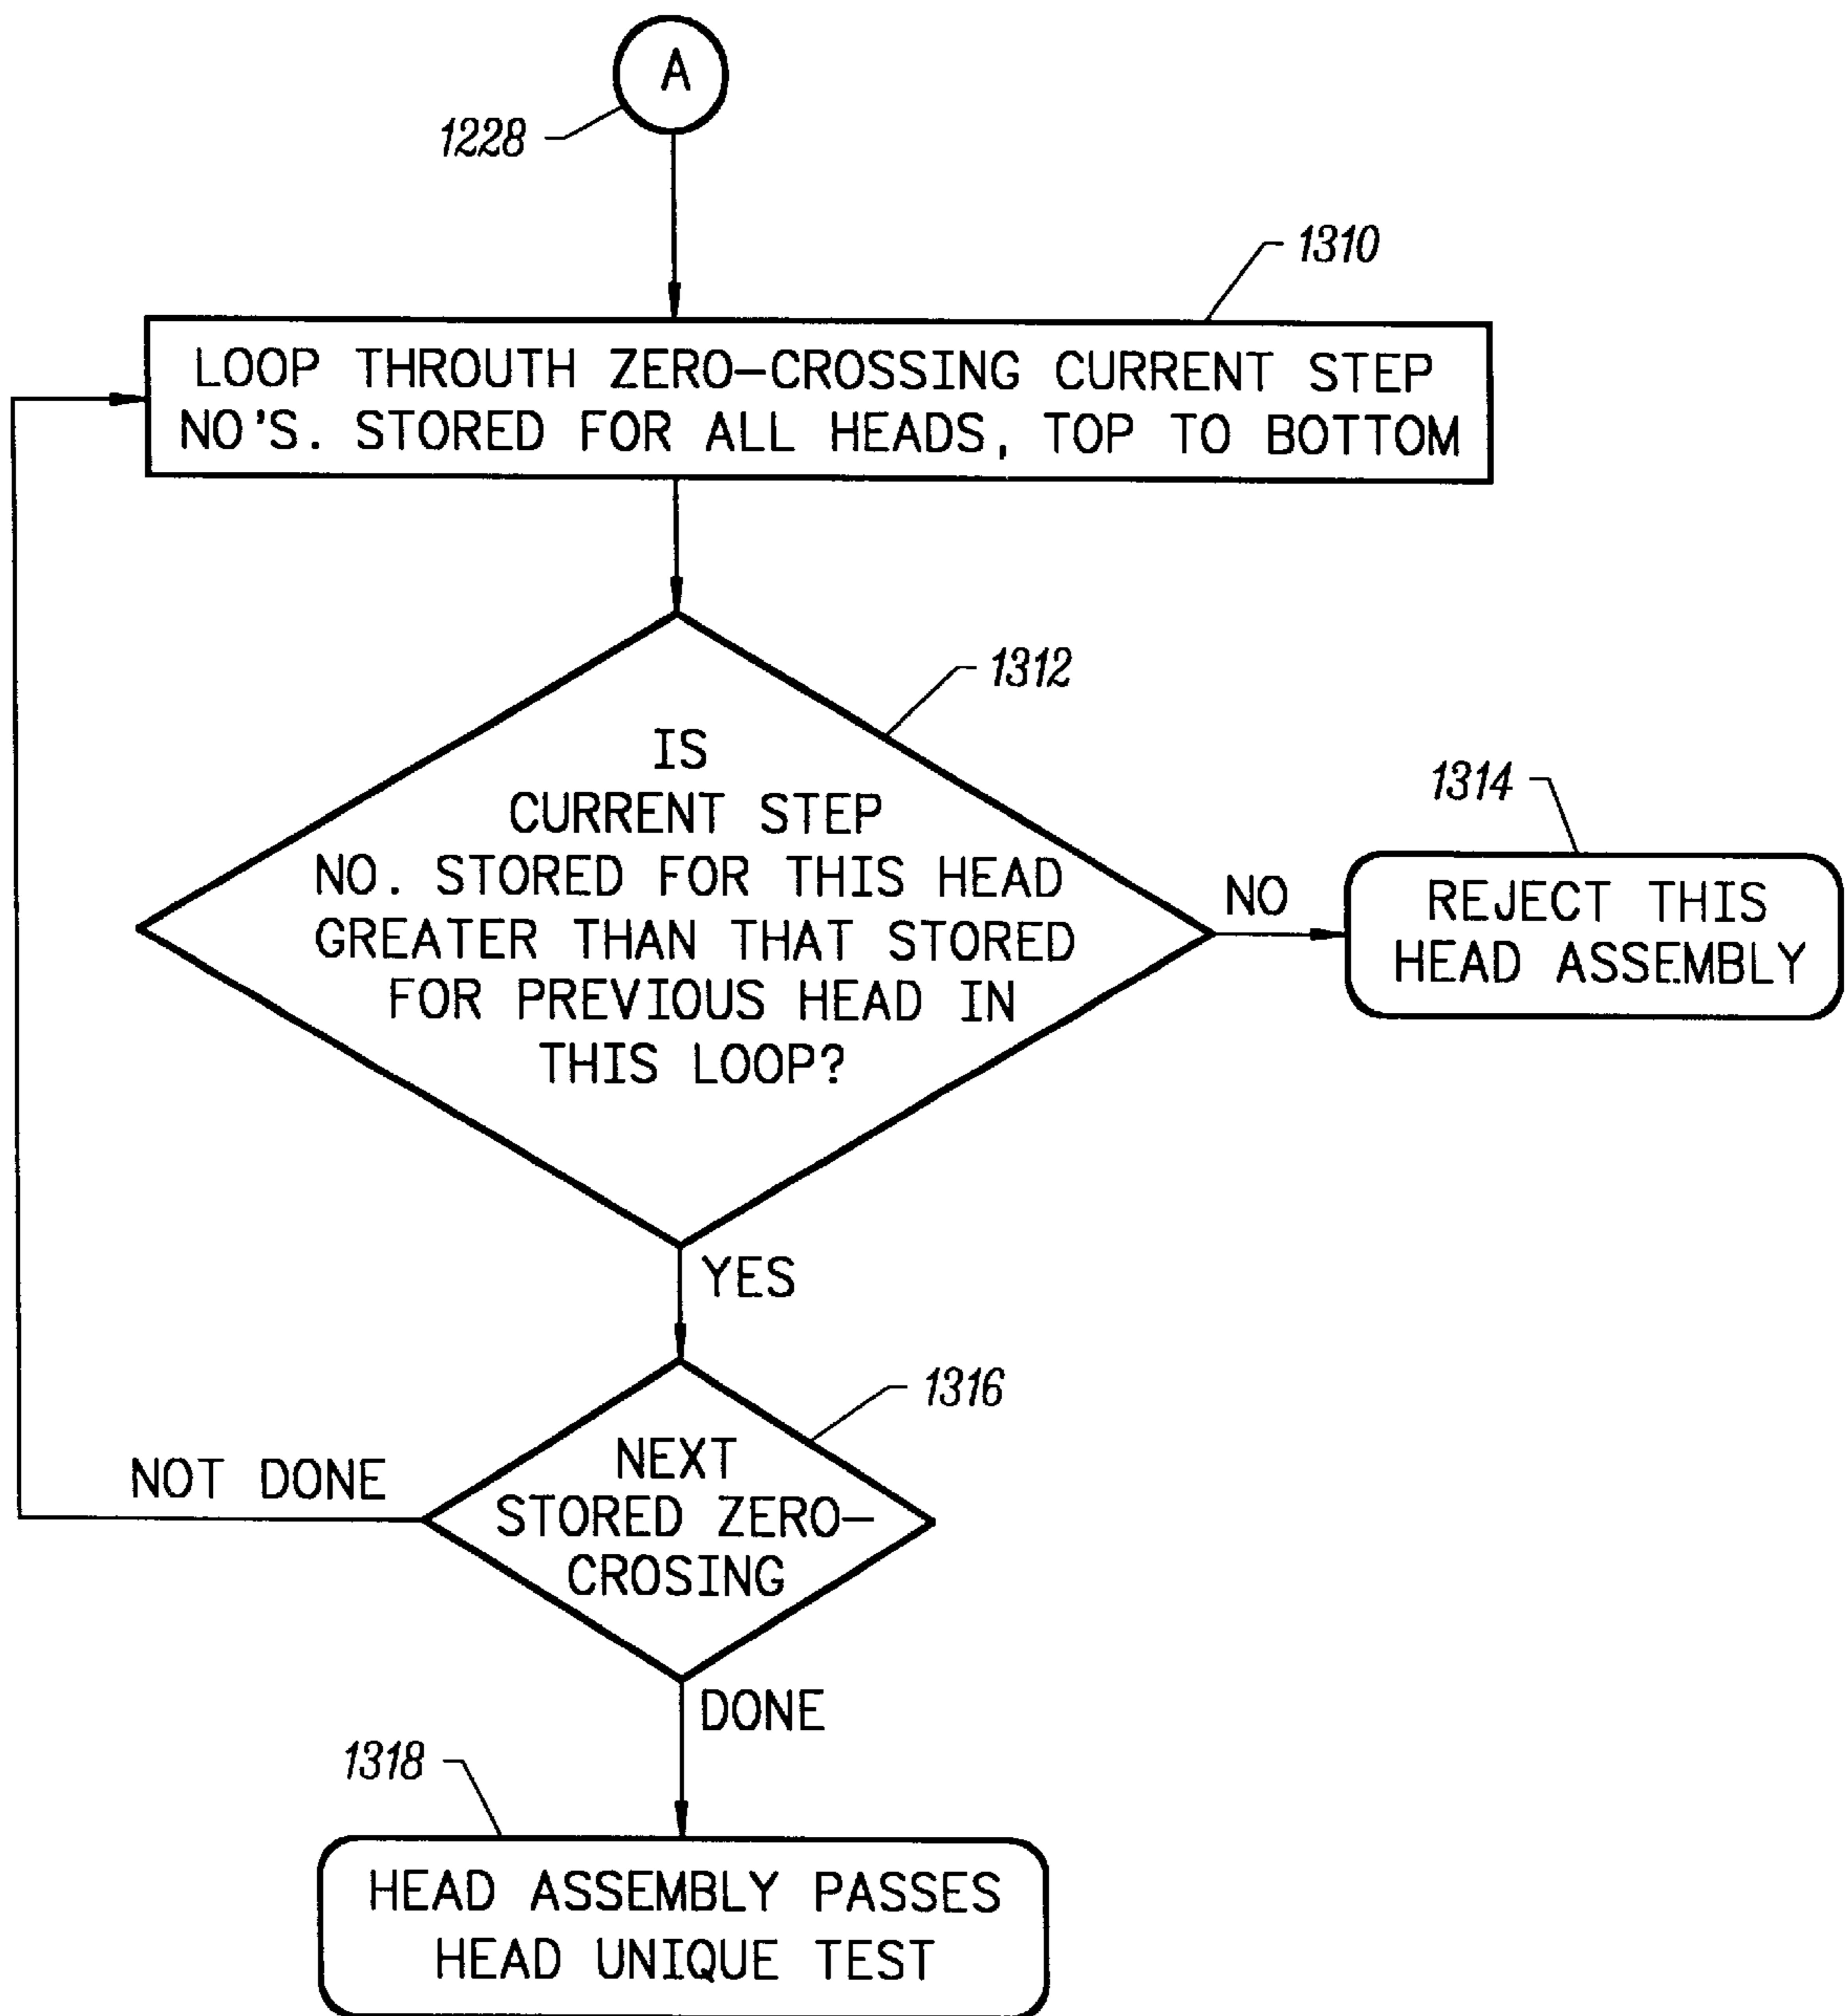 A
1228
1310
LOOP THROUTH ZERO-CROSSING CURRENT STEP
NO'S. STORED FOR ALL HEADS, TOP TO BOTTOM
1312
IS
CURRENT STEP
NO. STORED FOR THIS HEAD
GREATER THAN THAT STORED
FOR PREVIOUS HEAD IN
THIS LOOP?
NO
1314
REJECT THIS
HEAD ASSEMBLY
YES
1316
NEXT
STORED ZERO-
CROSING
NOT DONE
DONE
1318
HEAD ASSEMBLY PASSES
HEAD UNIQUE TEST